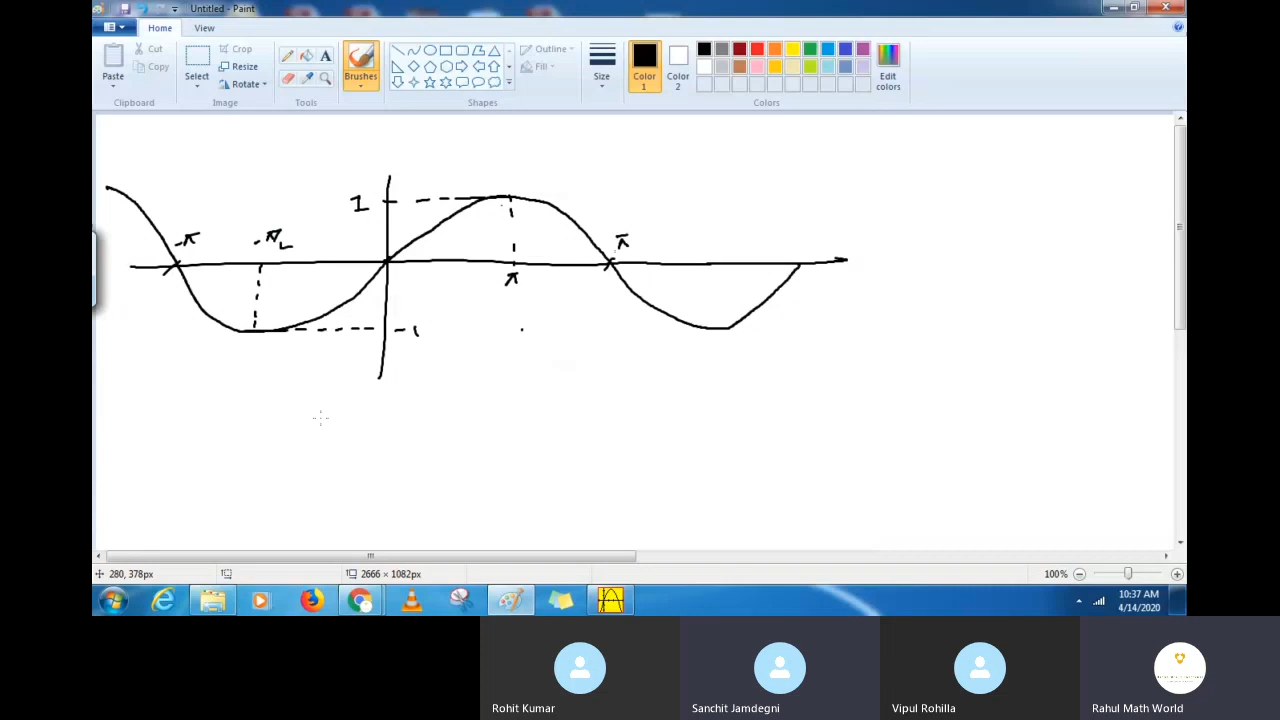 Untitled - Paint
Home View
Paste
Cut
Copy
Select
Crop
Resize
Rotate
A
Brushes
Outline
Fill
Size
Color 1
Color 2
Edit colors
Clipboard
Image
Tools
Shapes
Colors
1
-π
π
π
-1
280, 378px
2666 × 1082px
100%
10:37 AM
4/14/2020
Rohit Kumar
Sanchit Jamdegni
Vipul Rohilla
Rahul Math World